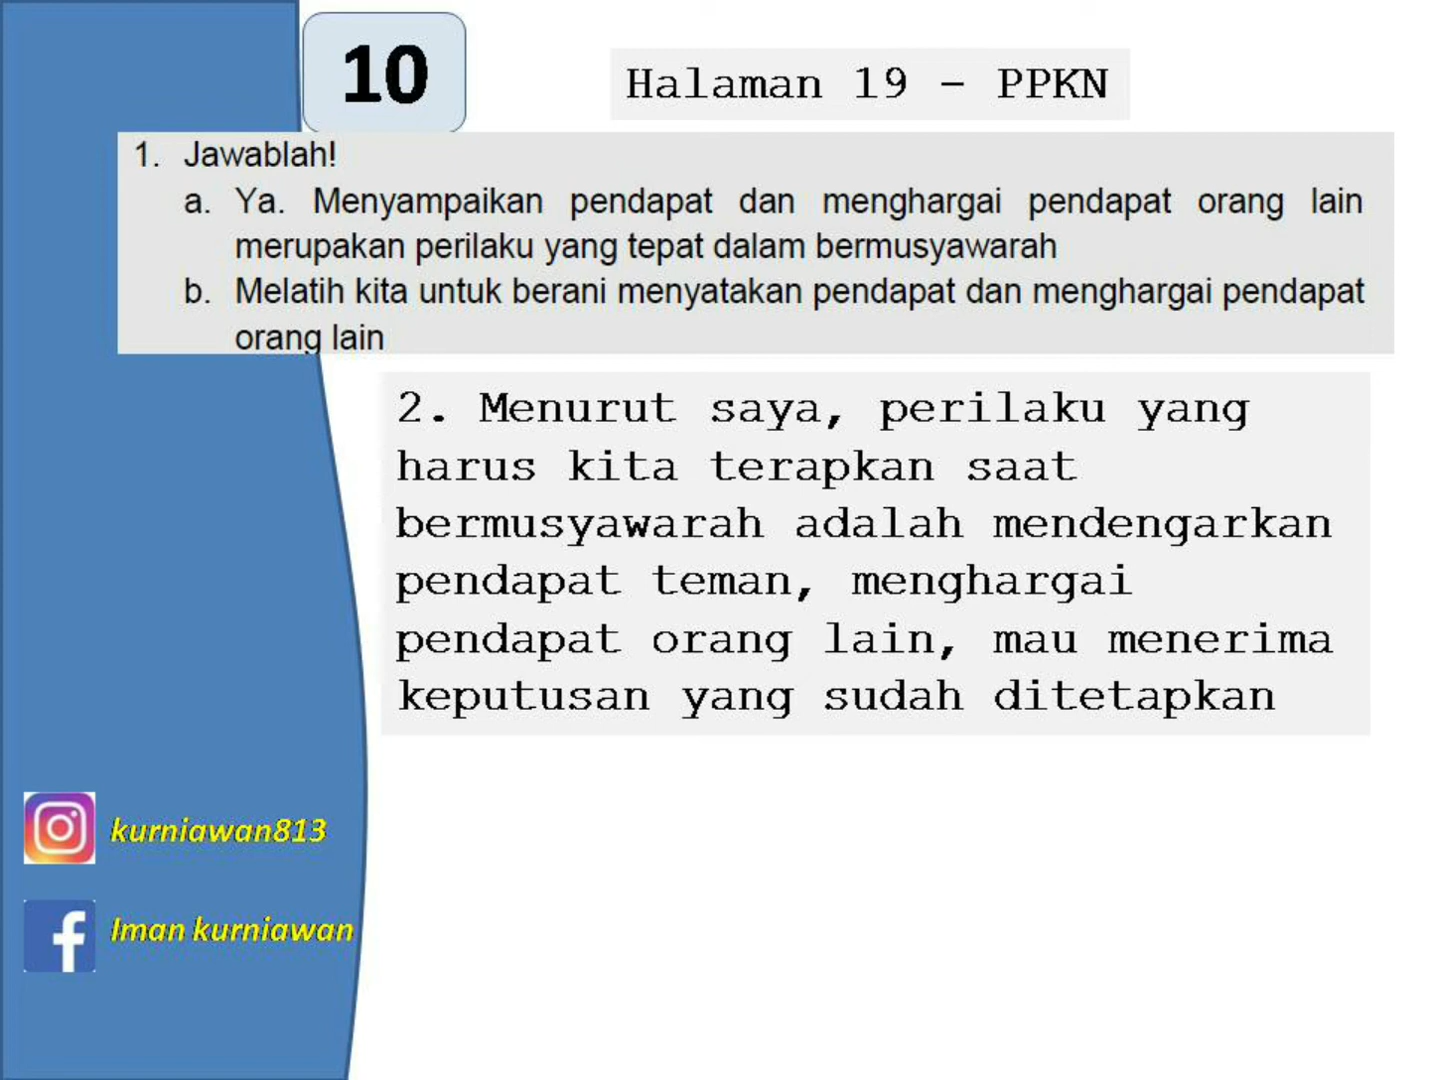 10
Halaman 19 - PPKN
1. Jawablah!
a. Ya. Menyampaikan pendapat dan menghargai pendapat orang lain
merupakan perilaku yang tepat dalam bermusyawarah
b. Melatih kita untuk berani menyatakan pendapat dan menghargai pendapat
orang lain
2. Menurut saya, perilaku yang
harus kita terapkan saat
bermusyawarah adalah mendengarkan
pendapat teman, menghargai
pendapat orang lain, mau menerima
keputusan yang sudah ditetapkan
kurniawan813
Iman kurniawan